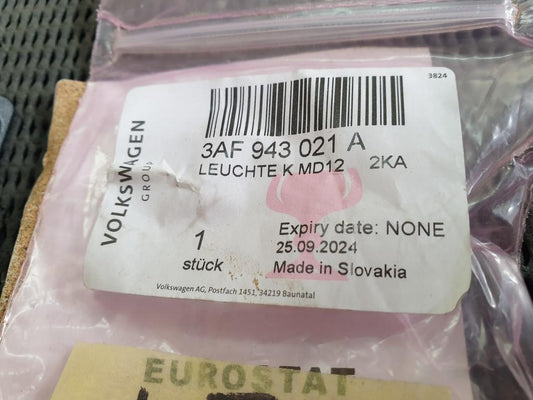 3824
3AF 943 021 A
LEUCHTE K MD12 2KA
VOLKSWAGEN
GROUP
Expiry date: NONE
1
25.09.2024
stück
Made in Slovakia
Volkswagen AG, Postfach 1451, 34219 Baunatal
EUROSTAT